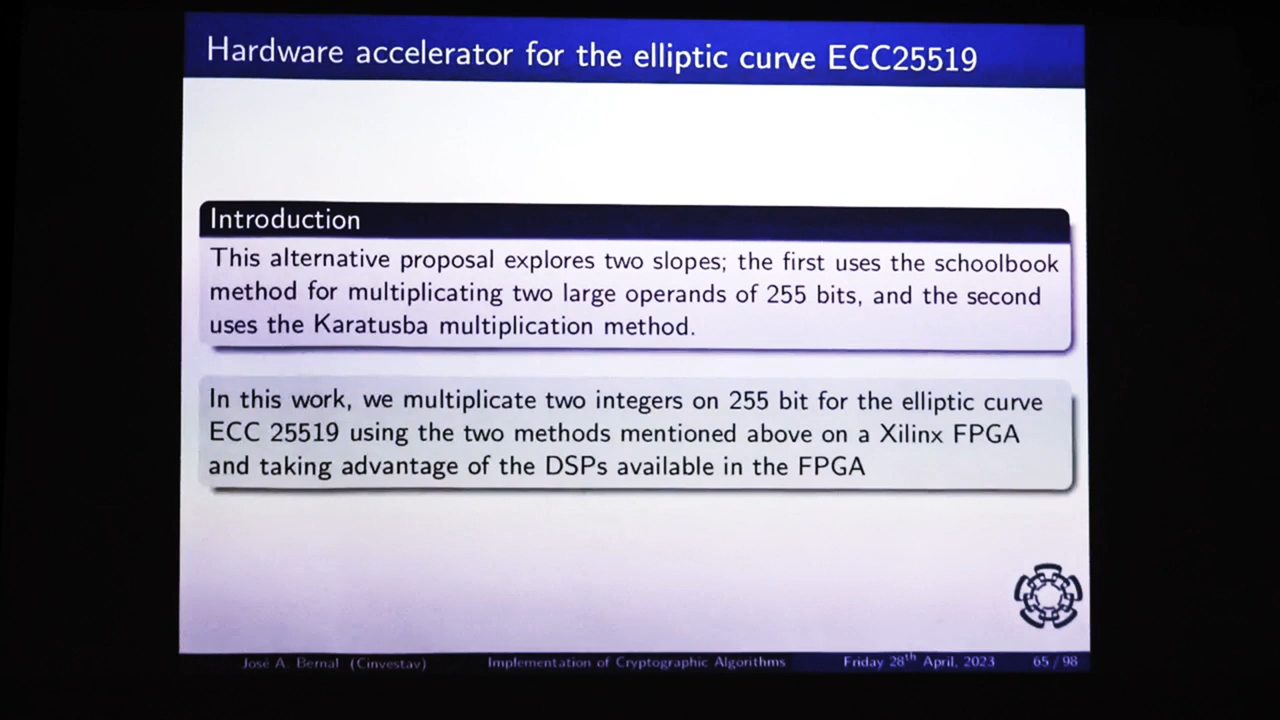 Hardware accelerator for the elliptic curve ECC25519
Introduction
This alternative proposal explores two slopes; the first uses the schoolbook
method for multiplicating two large operands of 255 bits, and the second
uses the Karatusba multiplication method.
In this work, we multiplicate two integers on 255 bit for the elliptic curve
ECC 25519 using the two methods mentioned above on a Xilinx FPGA
and taking advantage of the DSPs available in the FPGA
José A. Bernal (Cinvestav) Implementation of Cryptographic Algorithms Friday 28th April, 2023 65 / 98